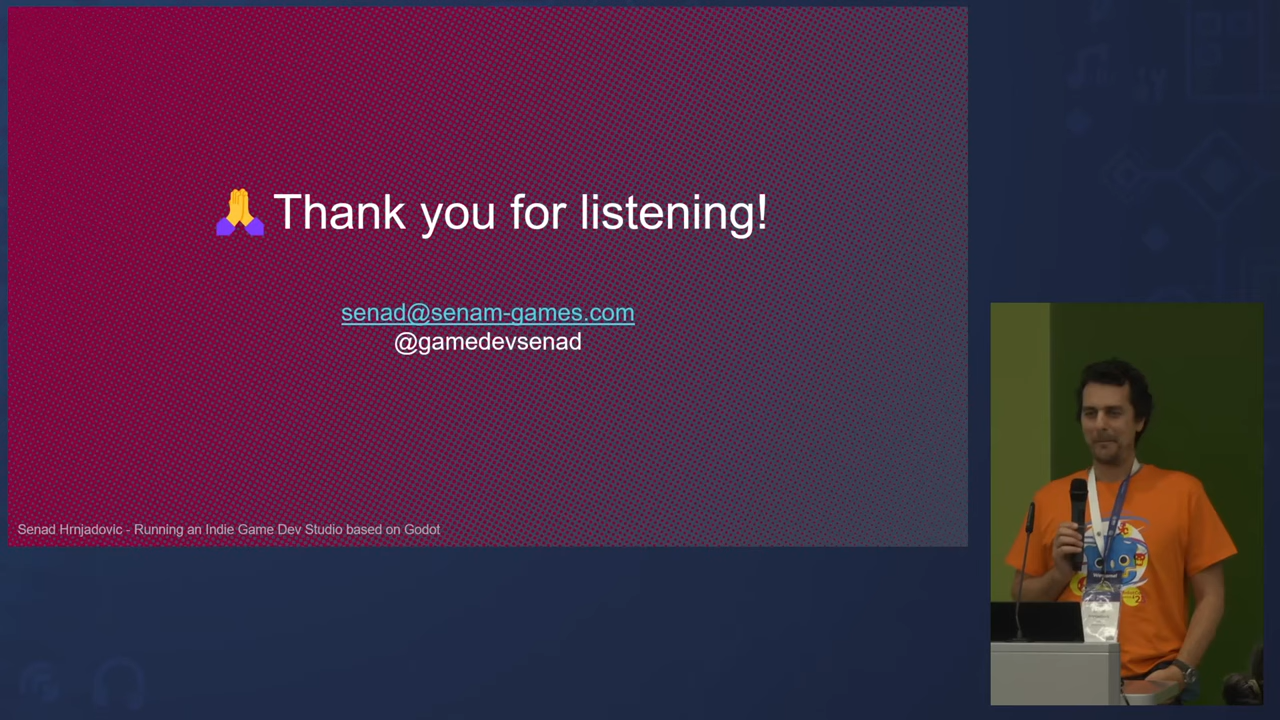 🙏 Thank you for listening!
senad@senam-games.com
@gamedevsenad
Senad Hrnjadovic - Running an Indie Game Dev Studio based on Godot